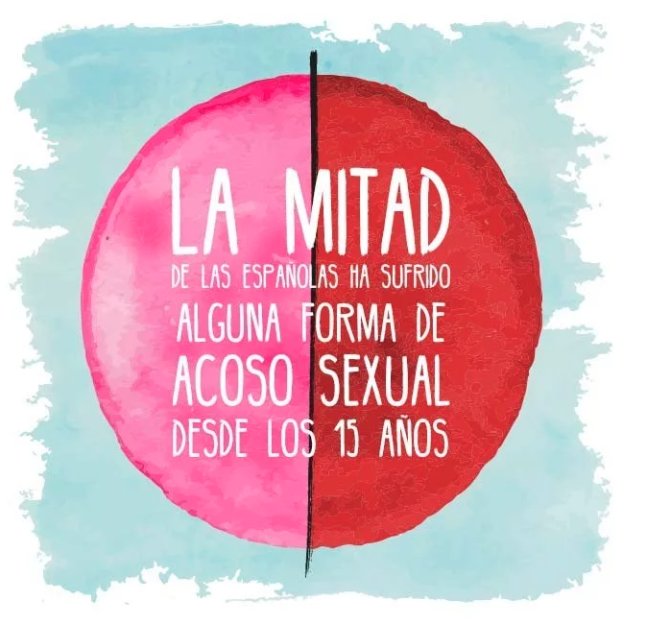 LA MITAD
DE LAS ESPAÑOLAS HA SUFRIDO
ALGUNA FORMA DE
ACOSO SEXUAL
DESDE LOS 15 AÑOS